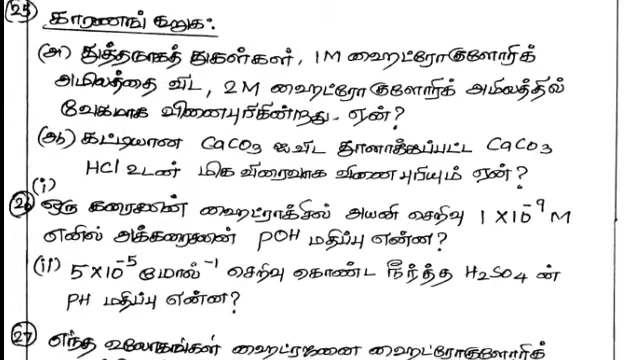 25) காரணங் கூறுக:
(அ) துத்தநாகத் துகள்கள், 1M ஹைட்ரோகுளோரிக்
அமிலத்தை விட, 2M ஹைட்ரோகுளோரிக் அமிலத்தில்
வேகமாக வினைபுரிகின்றது. ஏன்?
(ஆ) கட்டியான CaCO3 ஐ விட தூளாக்கப்பட்ட CaCO3
HCl உடன் மிக விரைவாக வினைபுரியும் ஏன்?
(i)
26) ஒரு கரைசலின் ஹைட்ராக்சில் அயனி செறிவு 1×10⁻⁹ M
எனில் அக்கரைசலின் pOH மதிப்பு என்ன?
(ii) 5×10⁻⁵ மோல்⁻¹ செறிவு கொண்ட நீர்த்த H2SO4 ன்
PH மதிப்பு என்ன?
27) எந்த உலோகங்கள் ஹைட்ரஜனை ஹைட்ரோகுளோரிக்